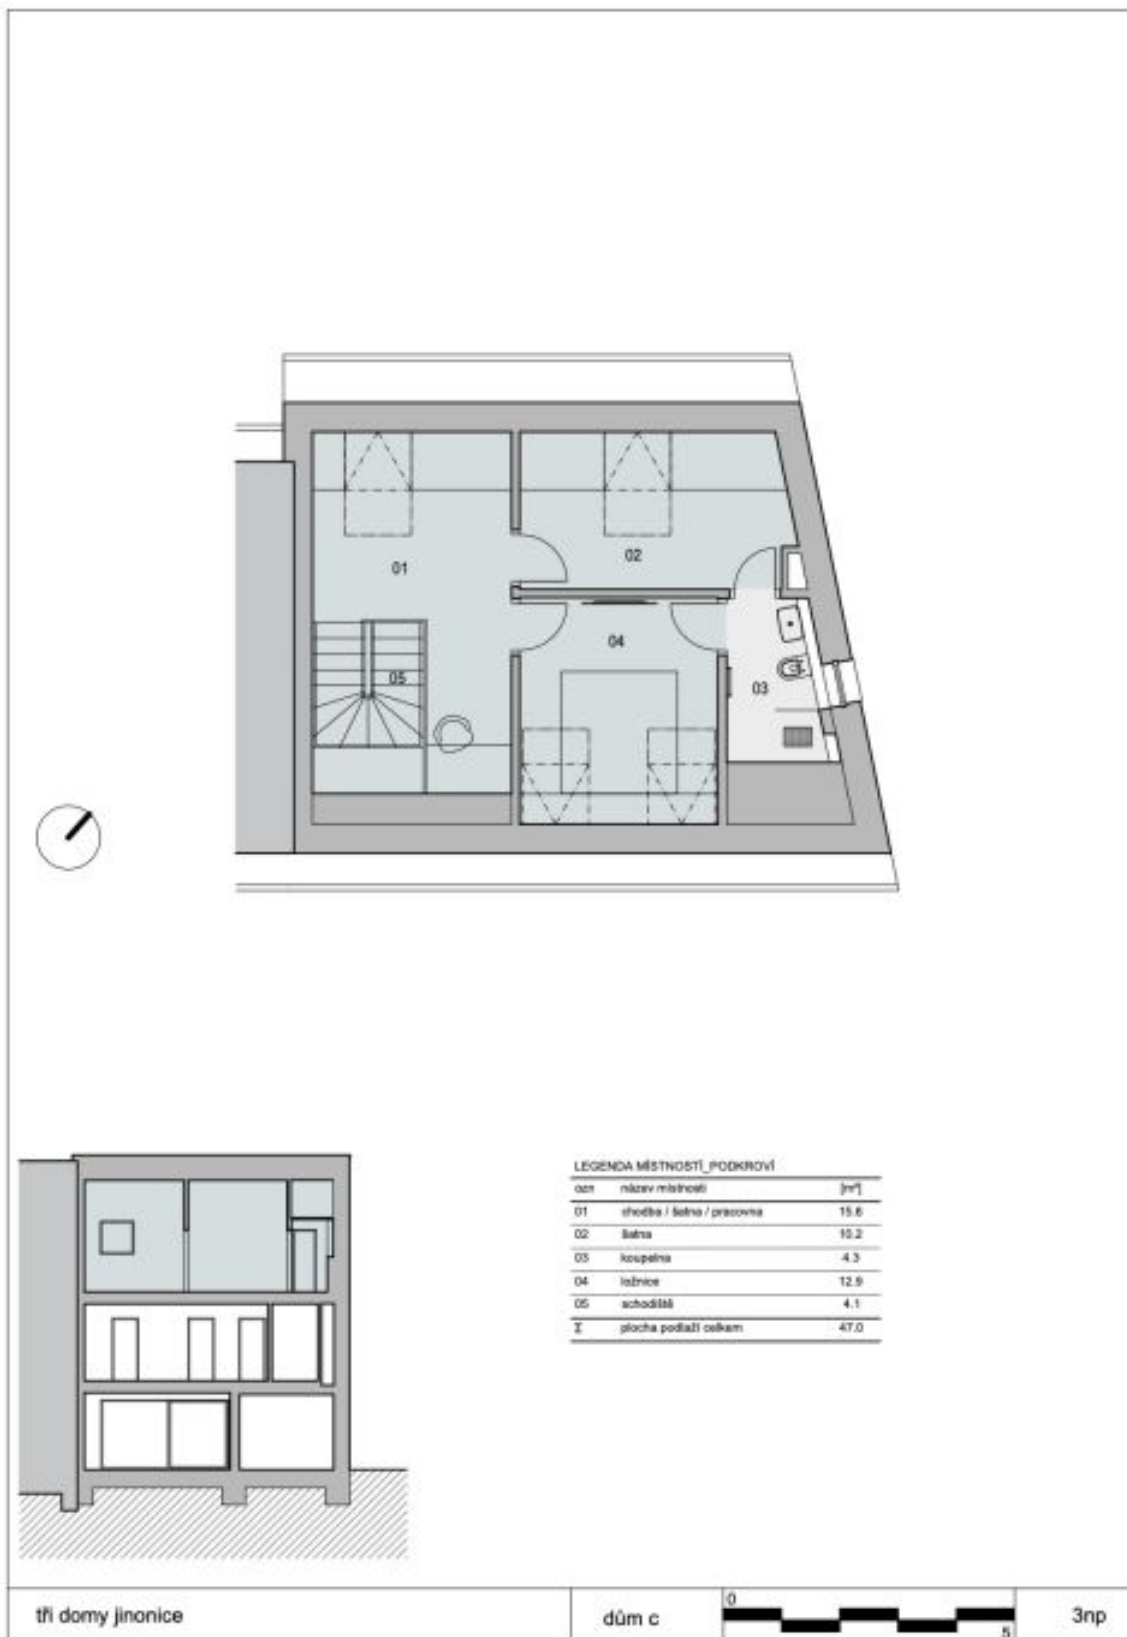 01
02
04
05
03
LEGENDA MÍSTNOSTÍ_PODKROVÍ
ozn název místnosti [m²]
01 chodba / šatna / pracovna 15.8
02 šatna 10.2
03 koupelna 4.3
04 ložnice 12.9
05 schodiště 4.1
Σ plocha podlaží celkem 47.0
tři domy jinonice
dům c
0
5
3np